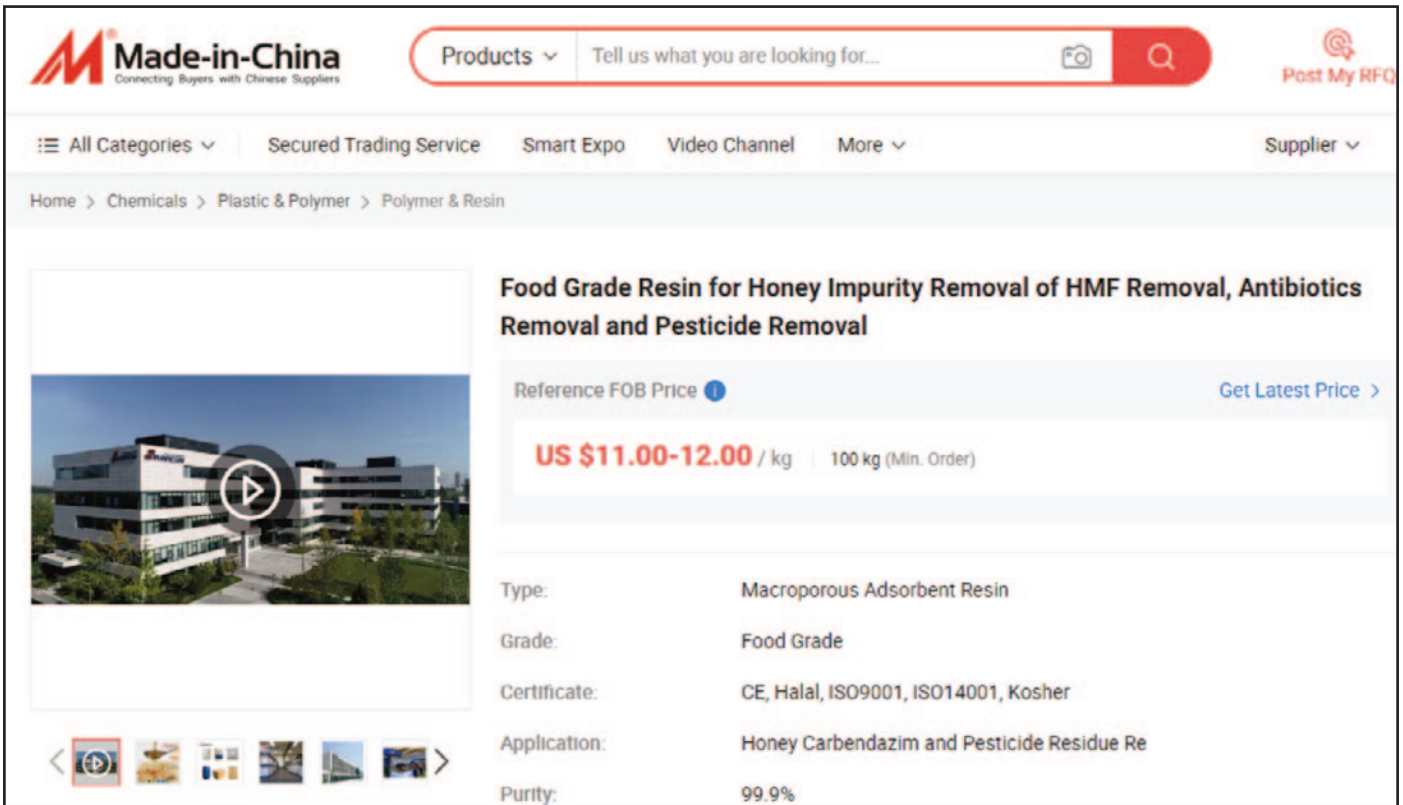 Made-in-China
Connecting Buyers with Chinese Suppliers
Products
Tell us what you are looking for...
Post My RFQ
All Categories
Secured Trading Service
Smart Expo
Video Channel
More
Supplier
Home > Chemicals > Plastic & Polymer > Polymer & Resin
Food Grade Resin for Honey Impurity Removal of HMF Removal, Antibiotics
Removal and Pesticide Removal
Reference FOB Price
Get Latest Price >
US $11.00-12.00 / kg
100 kg (Min. Order)
Type: Macroporous Adsorbent Resin
Grade: Food Grade
Certificate: CE, Halal, ISO9001, ISO14001, Kosher
Application: Honey Carbendazim and Pesticide Residue Re
Purity: 99.9%